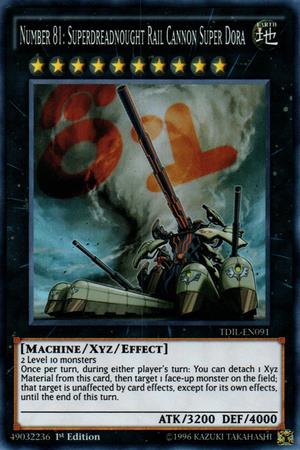 Number 81: Superdreadnought Rail Cannon Super Dora
EARTH
地
81
TDIL-EN091
[Machine/Xyz/Effect]
2 Level 10 monsters
Once per turn, during either player's turn: You can detach 1 Xyz
Material from this card, then target 1 face-up monster on the field;
that target is unaffected by card effects, except for its own effects,
until the end of this turn.
ATK/3200 DEF/4000
49032236 1st Edition ©1996 KAZUKI TAKAHASHI